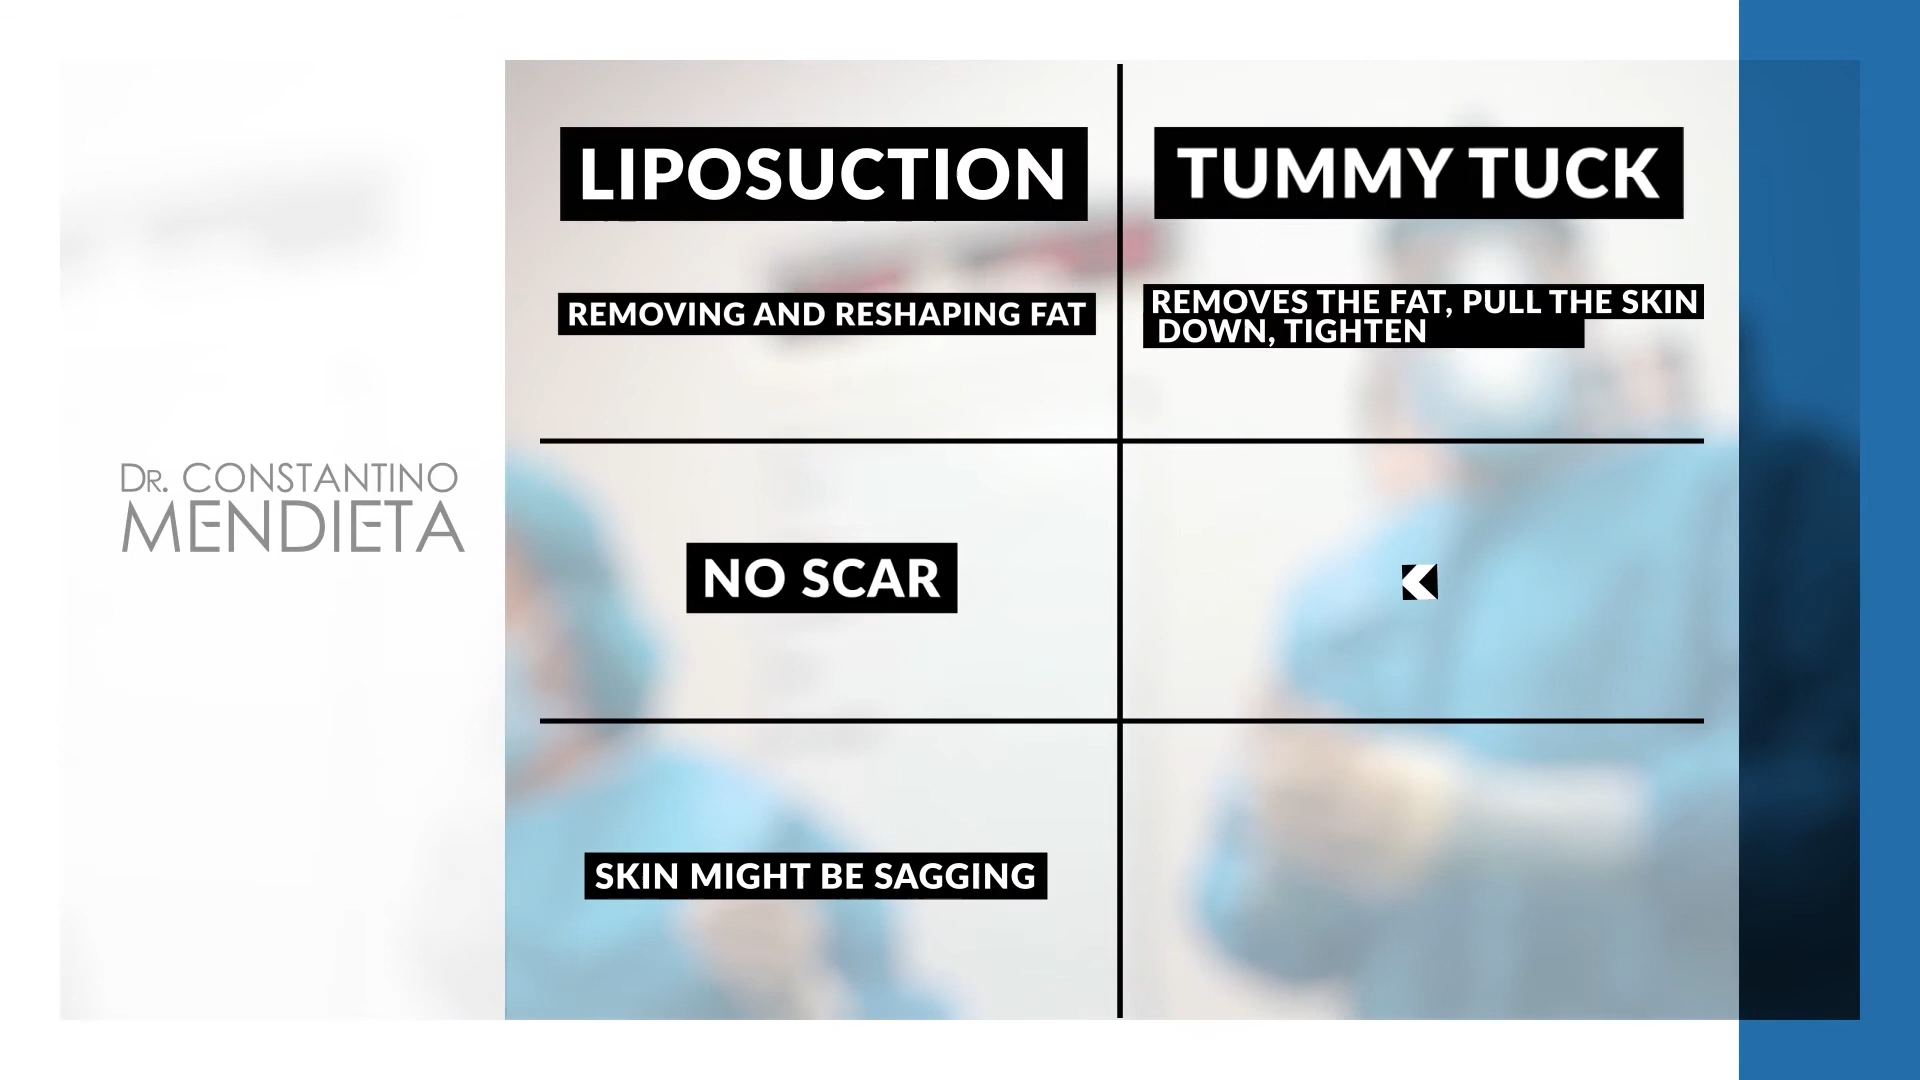 DR. CONSTANTINO
MENDIETA
LIPOSUCTION
TUMMY TUCK
REMOVING AND RESHAPING FAT
REMOVES THE FAT, PULL THE SKIN
DOWN, TIGHTEN
NO SCAR
SKIN MIGHT BE SAGGING